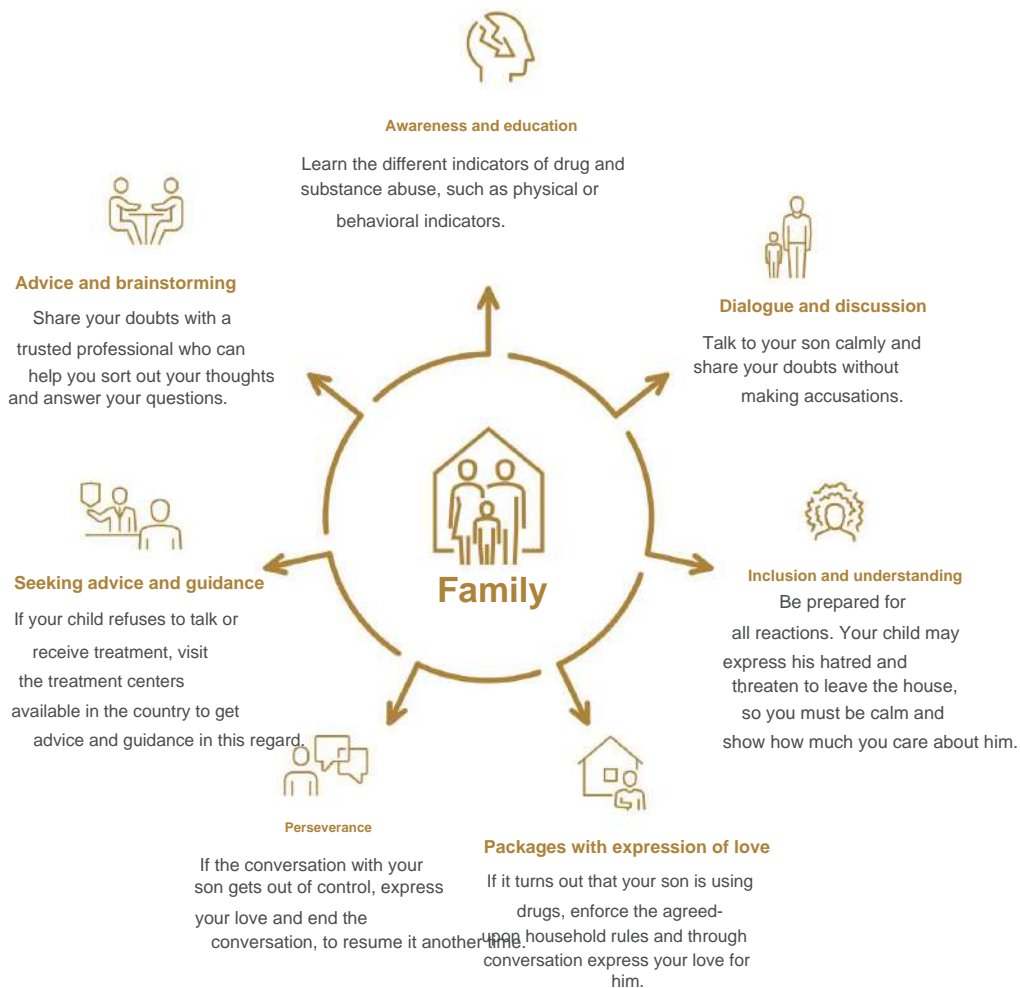 Awareness and education
Learn the different indicators of drug and
substance abuse, such as physical or
behavioral indicators.
Dialogue and discussion
Talk to your son calmly and
share your doubts without
making accusations.
Inclusion and understanding
Be prepared for
all reactions. Your child may
express his hatred and
threaten to leave the house,
so you must be calm and
show how much you care about him.
Packages with expression of love
If it turns out that your son is using
drugs, enforce the agreed-
upon household rules and through
conversation express your love for
him.
Perseverance
If the conversation with your
son gets out of control, express
your love and end the
conversation, to resume it another time.
Seeking advice and guidance
If your child refuses to talk or
receive treatment, visit
the treatment centers
available in the country to get
advice and guidance in this regard.
Advice and brainstorming
Share your doubts with a
trusted professional who can
help you sort out your thoughts
and answer your questions.
Family